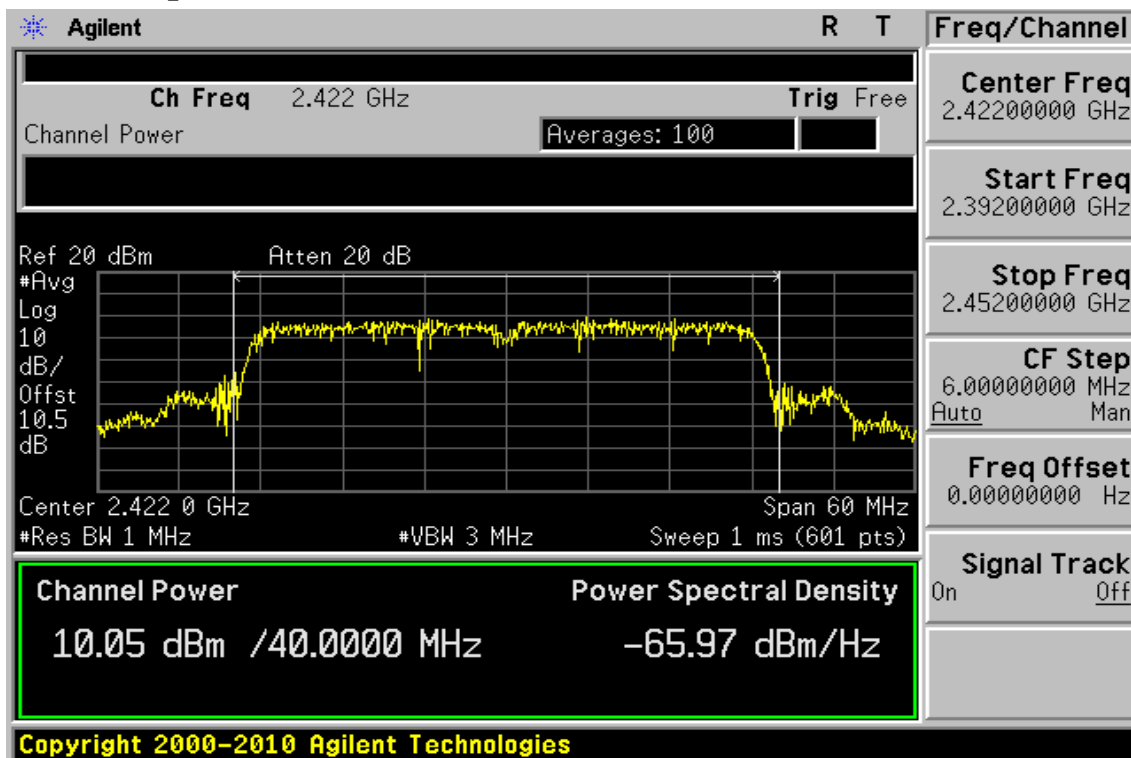 Agilent R T
Freq/Channel
Ch Freq 2.422 GHz Trig Free
Channel Power Averages: 100
Ref 20 dBm Atten 20 dB
#Avg
Log
10
dB/
Offst
10.5
dB
Center 2.422 0 GHz Span 60 MHz
#Res BW 1 MHz #VBW 3 MHz Sweep 1 ms (601 pts)
Channel Power Power Spectral Density
10.05 dBm /40.0000 MHz -65.97 dBm/Hz
Center Freq
2.42200000 GHz
Start Freq
2.39200000 GHz
Stop Freq
2.45200000 GHz
CF Step
6.00000000 MHz
Auto Man
Freq Offset
0.00000000 Hz
Signal Track
On Off
Copyright 2000-2010 Agilent Technologies